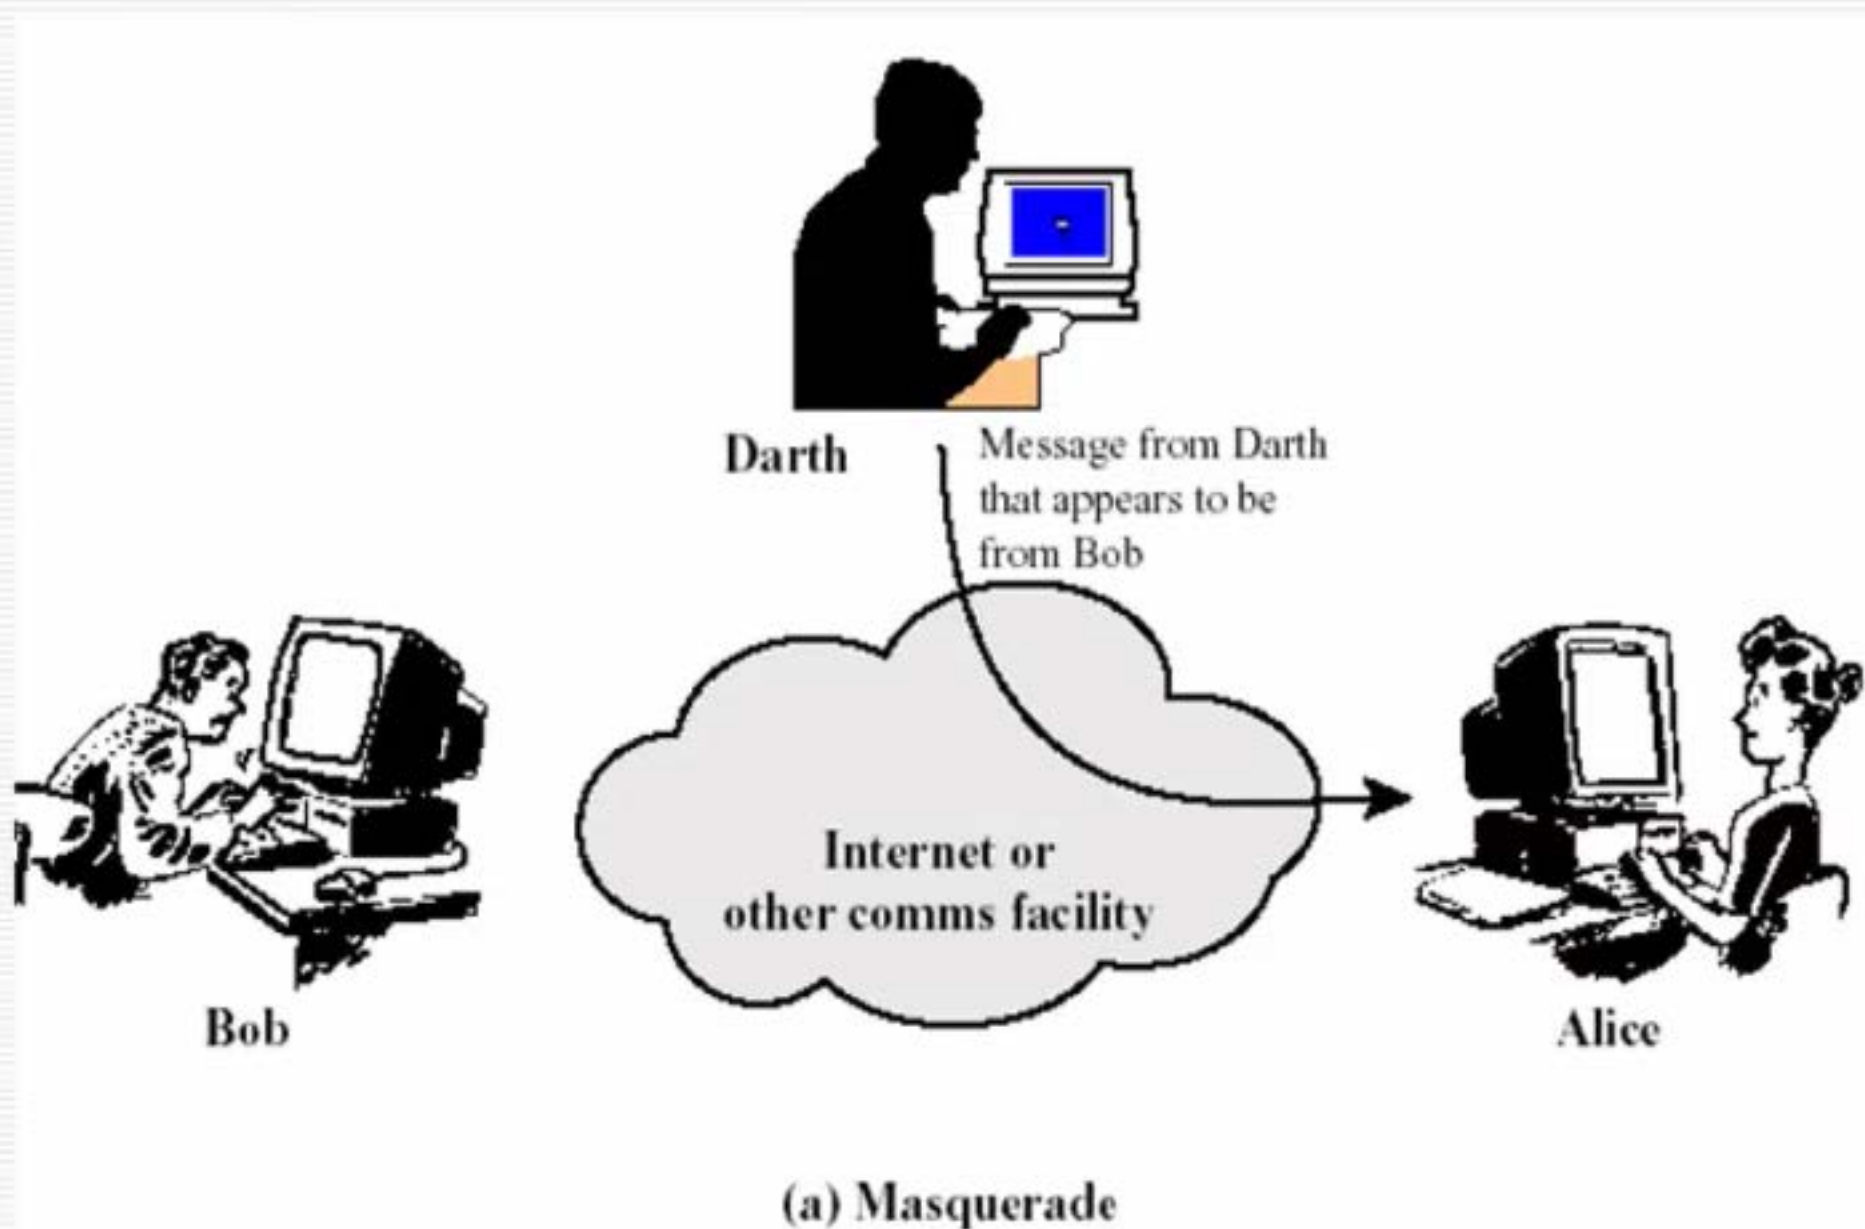 Darth
Message from Darth
that appears to be
from Bob
Internet or
other comms facility
Bob
Alice
(a) Masquerade